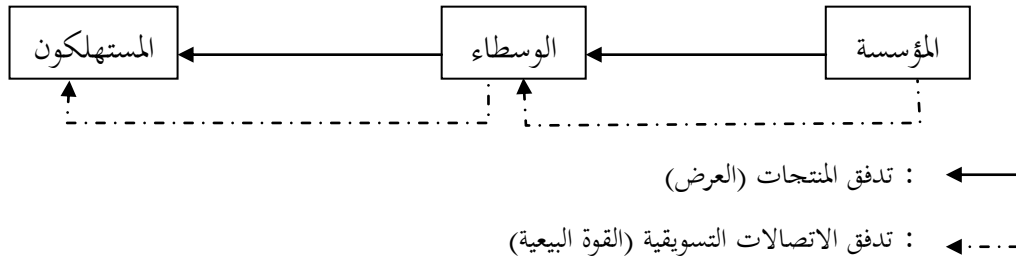 المؤسسة
الوسطاء
المستهلكون
: تدفق المنتجات (العرض)
: تدفق الاتصالات التسويقية (القوة البيعية)